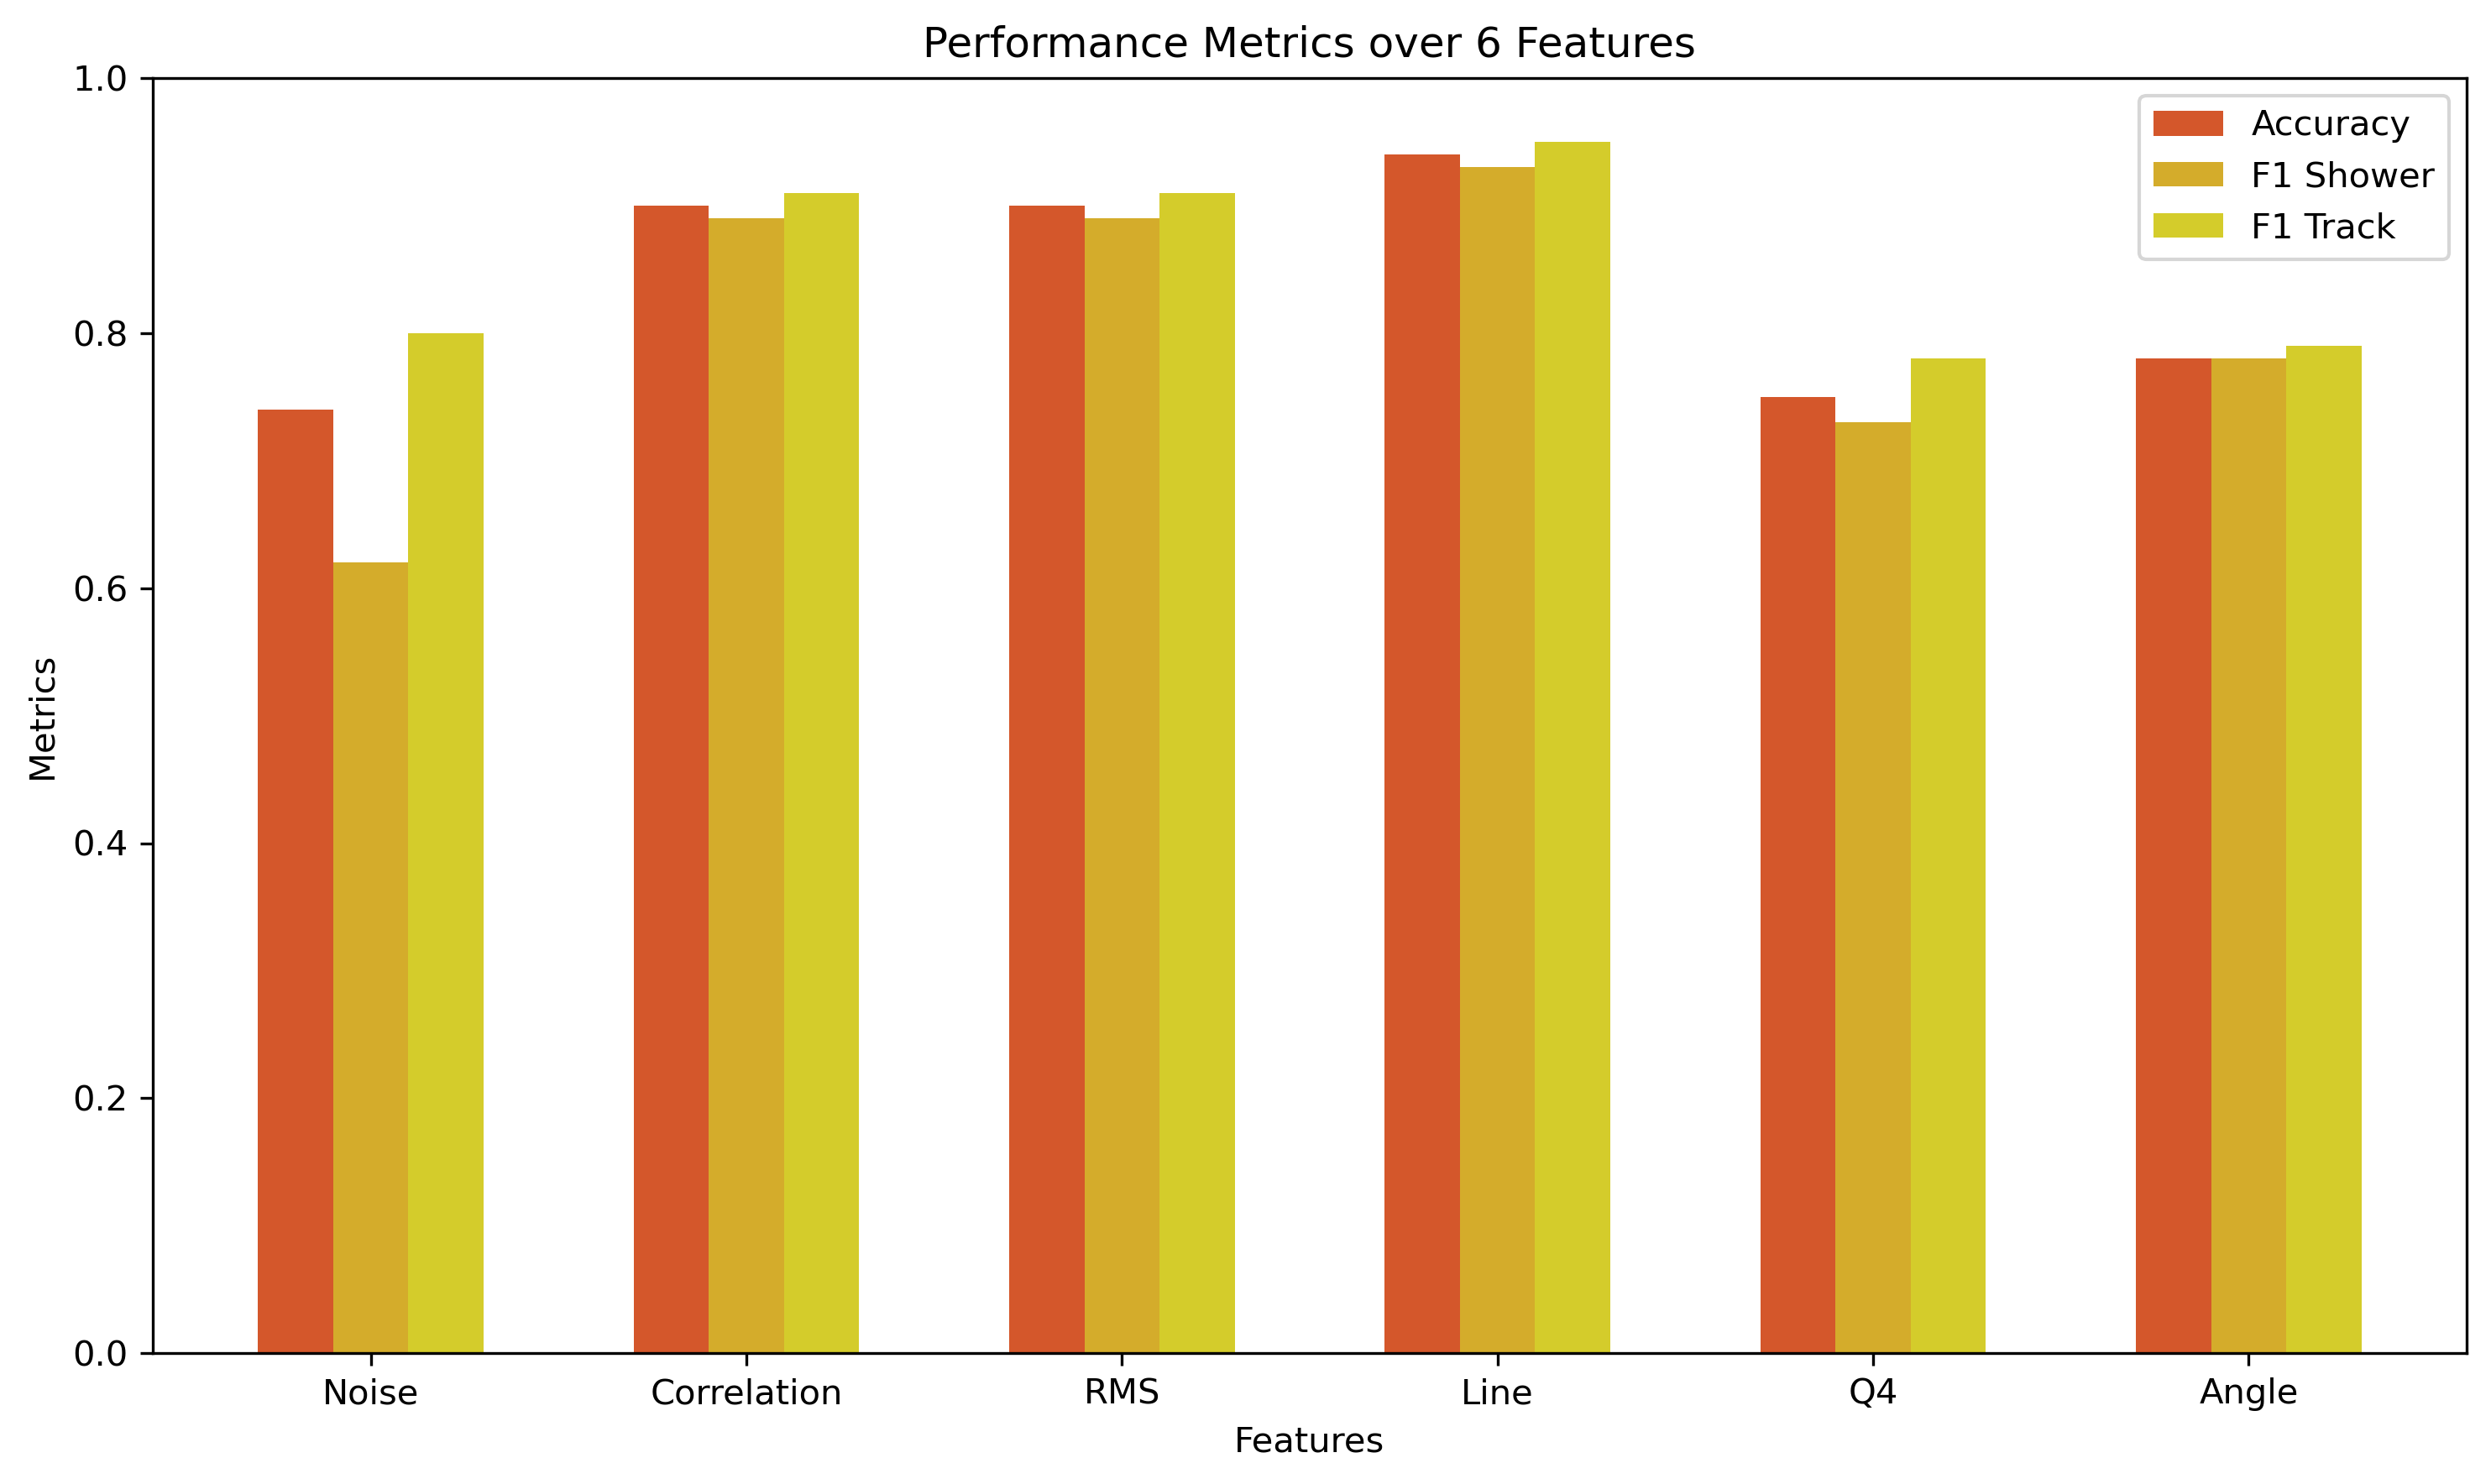 Performance Metrics over 6 Features
Accuracy
F1 Shower
F1 Track
Metrics
1.0
0.8
0.6
0.4
0.2
0.0
Noise Correlation RMS Line Q4 Angle
Features